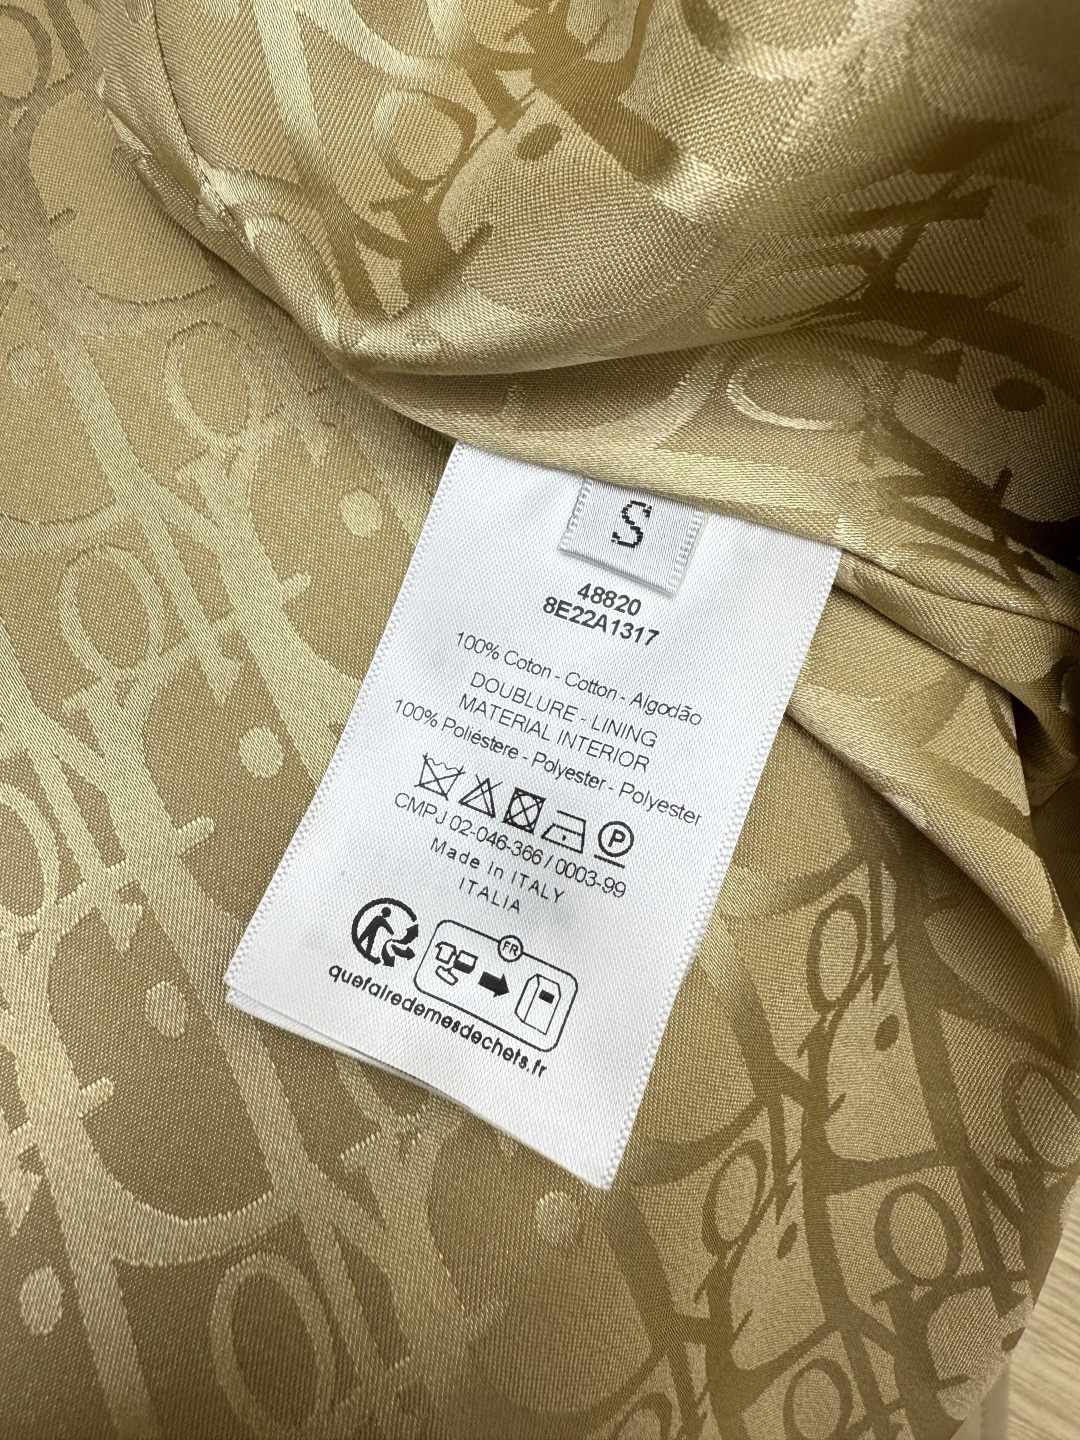 S
48820
8E22A1317
100% Coton - Cotton - Algodão
DOUBLURE - LINING
MATERIAL INTERIOR
100% Poliéstere - Polyester - Polyester
P
CMPJ 02-046-366 / 0003-99
Made in ITALY
ITALIA
FR
quefairedemesdechets.fr